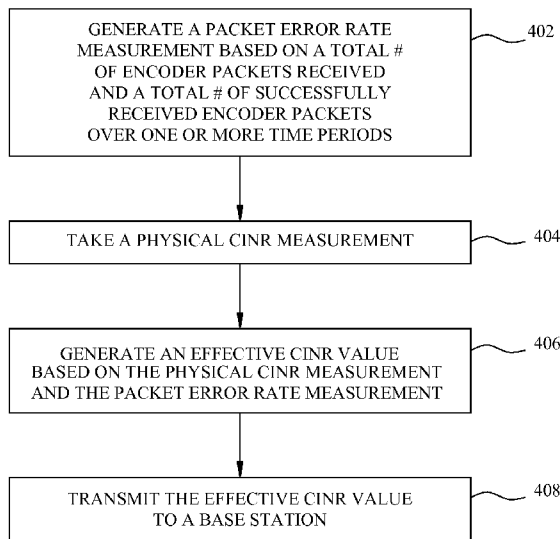 GENERATE A PACKET ERROR RATE
MEASUREMENT BASED ON A TOTAL #
OF ENCODER PACKETS RECEIVED
AND A TOTAL # OF SUCCESSFULLY
RECEIVED ENCODER PACKETS
OVER ONE OR MORE TIME PERIODS
402
TAKE A PHYSICAL CINR MEASUREMENT
404
GENERATE AN EFFECTIVE CINR VALUE
BASED ON THE PHYSICAL CINR MEASUREMENT
AND THE PACKET ERROR RATE MEASUREMENT
406
TRANSMIT THE EFFECTIVE CINR VALUE
TO A BASE STATION
408